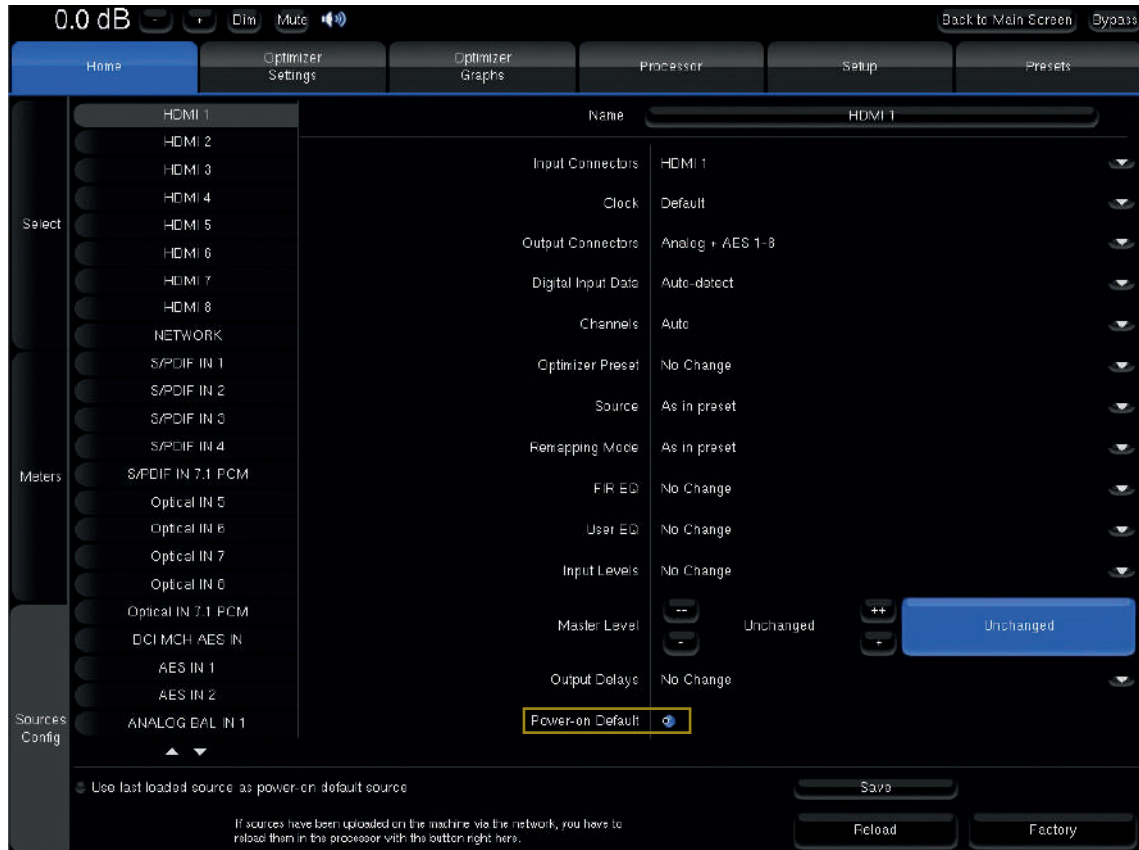 0.0 dB - + Dim Mute Back to Main Screen Bypass
Home Optimizer Settings Optimizer Graphs Processor Setup Presets
Select
Meters
Sources Config
HDMI 1
HDMI 2
HDMI 3
HDMI 4
HDMI 5
HDMI 6
HDMI 7
HDMI 8
NETWORK
S/PDIF IN 1
S/PDIF IN 2
S/PDIF IN 3
S/PDIF IN 4
S/PDIF IN 7.1 PCM
Optical IN 5
Optical IN 6
Optical IN 7
Optical IN 8
Optical IN 7.1 PCM
DCI MCH AES IN
AES IN 1
AES IN 2
ANALOG BAL IN 1
Name HDMI 1
Input Connectors HDMI 1
Clock Default
Output Connectors Analog + AES 1-8
Digital Input Data Auto-detect
Channels Auto
Optimizer Preset No Change
Source As in preset
Remapping Mode As in preset
FIR EQ No Change
User EQ No Change
Input Levels No Change
Master Level -- - Unchanged ++ + Unchanged
Output Delays No Change
Power-on Default
Use last loaded source as power-on default source
Save
If sources have been uploaded on the machine via the network, you have to
reload them in the processor with the button right here.
Reload Factory